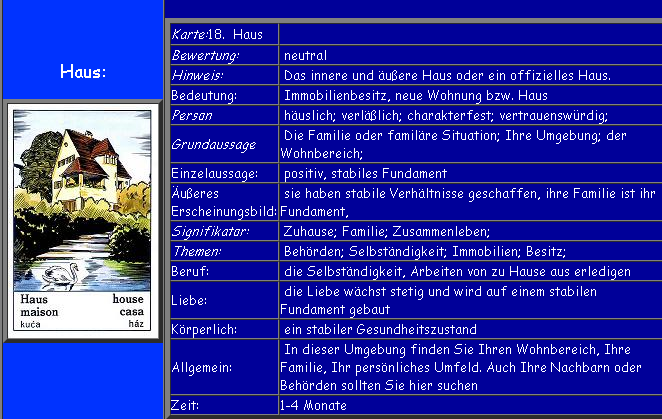 Haus:
Haus house
maison casa
kuća ház
Karte:18. Haus
Bewertung: neutral
Hinweis: Das innere und äußere Haus oder ein offizielles Haus.
Bedeutung: Immobilienbesitz, neue Wohnung bzw. Haus
Persan häuslich; verläßlich; charakterfest; vertrauenswürdig;
Grundaussage Die Familie oder familäre Situation; Ihre Umgebung; der
Wohnbereich;
Einzelaussage: positiv, stabiles Fundament
Äußeres sie haben stabile Verhältnisse geschaffen, ihre Familie ist ihr
Erscheinungsbild: Fundament,
Signifikator: Zuhause; Familie; Zusammenleben;
Themen: Behörden; Selbständigkeit; Immobilien; Besitz;
Beruf: die Selbständigkeit, Arbeiten von zu Hause aus erledigen
Liebe: die Liebe wächst stetig und wird auf einem stabilen
Fundament gebaut
Körperlich: ein stabiler Gesundheitszustand
Allgemein: In dieser Umgebung finden Sie Ihren Wohnbereich, Ihre
Familie, Ihr persönliches Umfeld. Auch Ihre Nachbarn oder
Behörden sollten Sie hier suchen
Zeit: 1-4 Monate